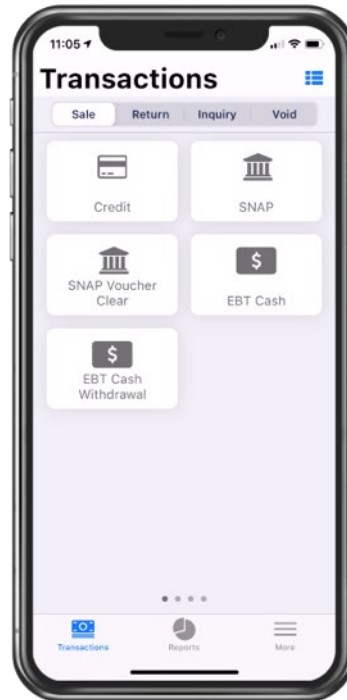 11:05
Transactions
Sale Return Inquiry Void
Credit SNAP
SNAP Voucher
Clear
EBT Cash
EBT Cash
Withdrawal
Transactions Reports More